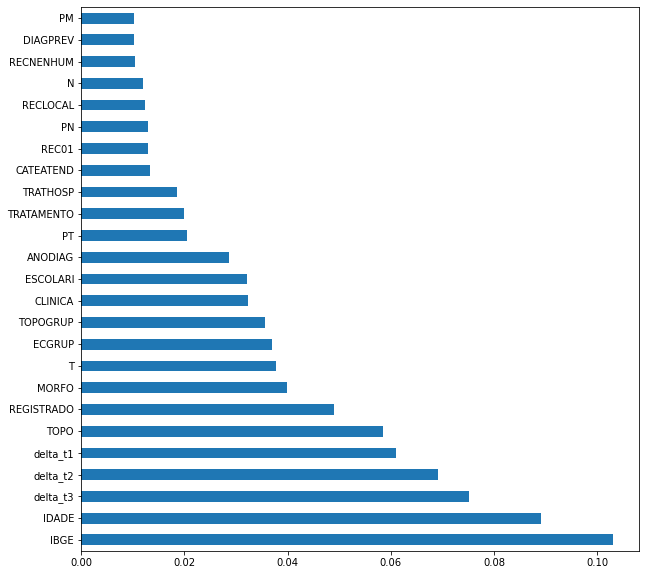 PM
DIAGPREV
RECNENHUM
N
RECLOCAL
PN
REC01
CATEATEND
TRATHOSP
TRATAMENTO
PT
ANODIAG
ESCOLARI
CLINICA
TOPOGRUP
ECGRUP
T
MORFO
REGISTRADO
TOPO
delta_t1
delta_t2
delta_t3
IDADE
IBGE
0.00 0.02 0.04 0.06 0.08 0.10